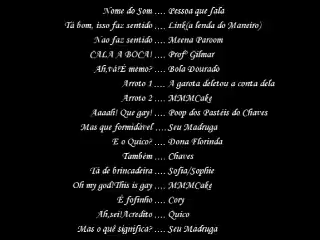 Nome do Som .... Pessoa que fala
Tá bom, isso faz sentido .... Link(a lenda do Maneiro)
Nao faz sentido .... Meena Paroom
CALA A BOCA! .... Profº Gilmar
Ah,vá!É memo? .... Bola Dourado
Arroto 1 .... A garota deletou a conta dela
Arroto 2 .... MMMCake
Aaaah! Que gay! .... Poop dos Pastéis do Chaves
Mas que formidável .... Seu Madruga
E o Quico? .... Dona Florinda
Também .... Chaves
Tá de brincadeira .... Sofia/Sophie
Oh my god!This is gay .... MMMCake
É fofinho .... Cory
Ah,sei!Acredito .... Quico
Mas o quê significa? .... Seu Madruga